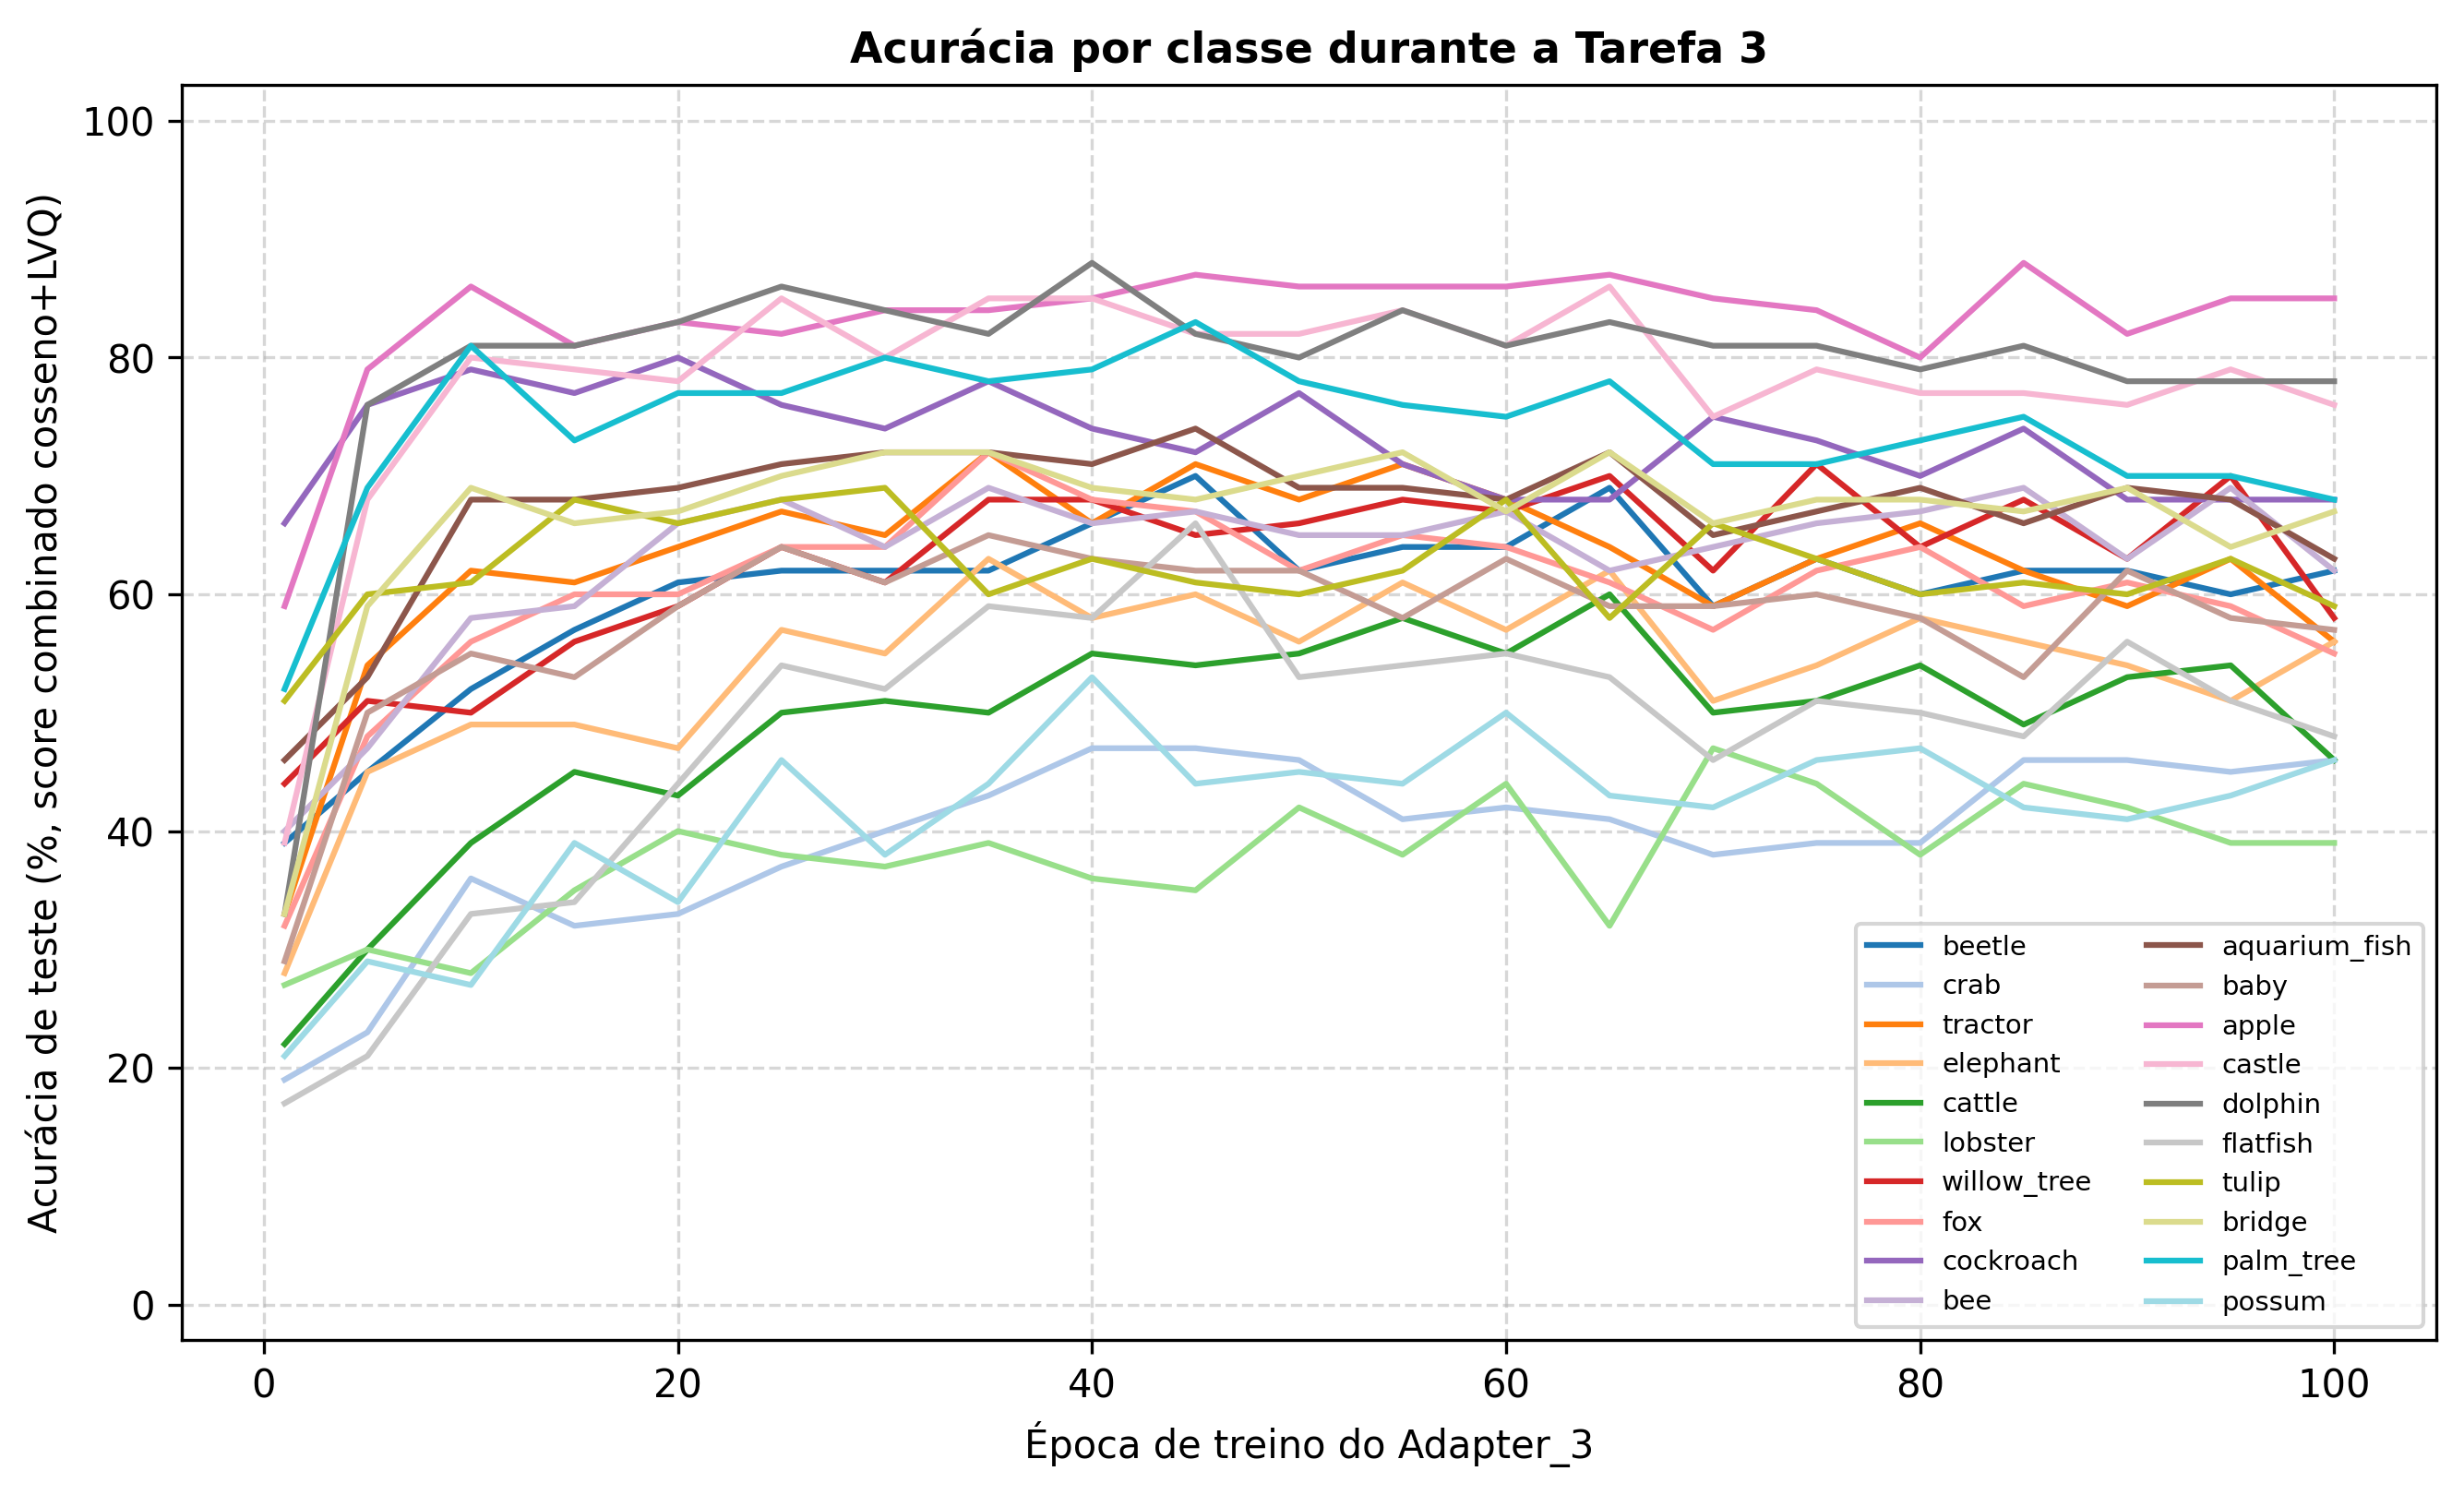 Acurácia por classe durante a Tarefa 3
Acurácia de teste (%, score combinado cosseno+LVQ)
100
80
60
40
20
0
0 20 40 60 80 100
Época de treino do Adapter_3
beetle
crab
tractor
elephant
cattle
lobster
willow_tree
fox
cockroach
bee
aquarium_fish
baby
apple
castle
dolphin
flatfish
tulip
bridge
palm_tree
possum